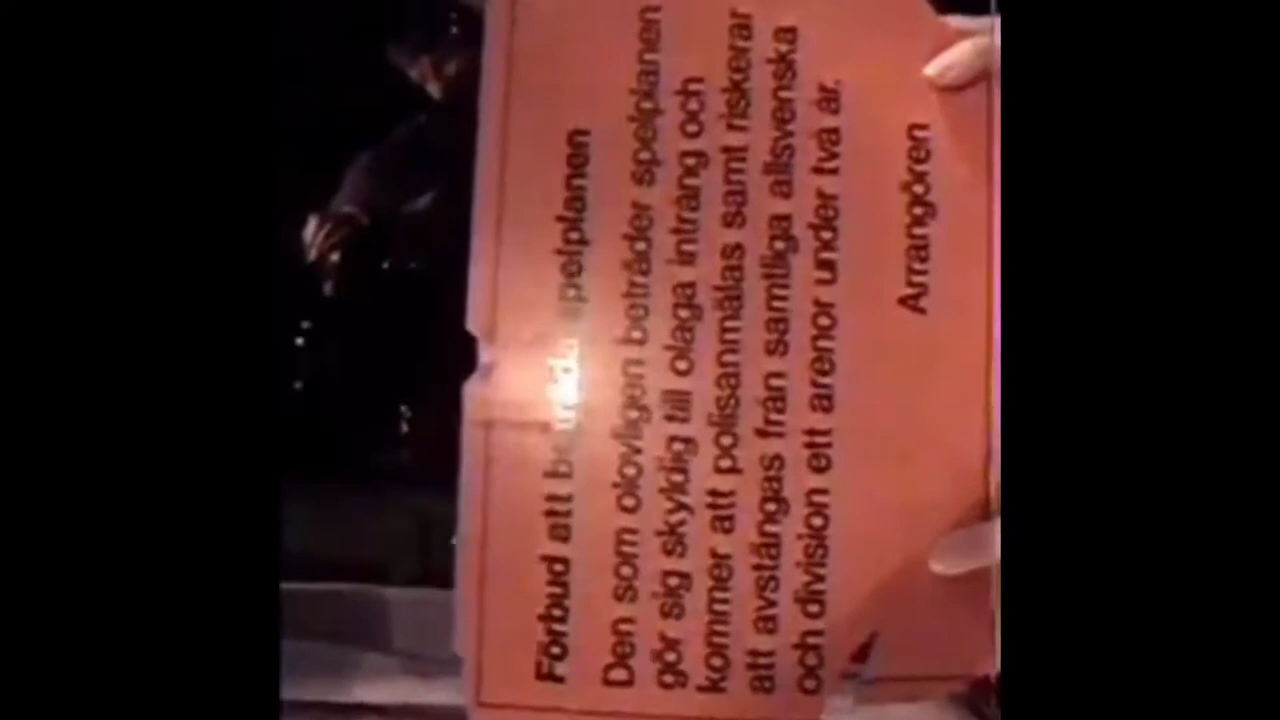 Förbud att beträda spelplanen
Den som olovligen beträder spelplanen
gör sig skyldig till olaga intrång och
kommer att polisanmälas samt riskerar
att avstängas från samtliga allsvenska
och division ett arenor under två år.
Arrangören